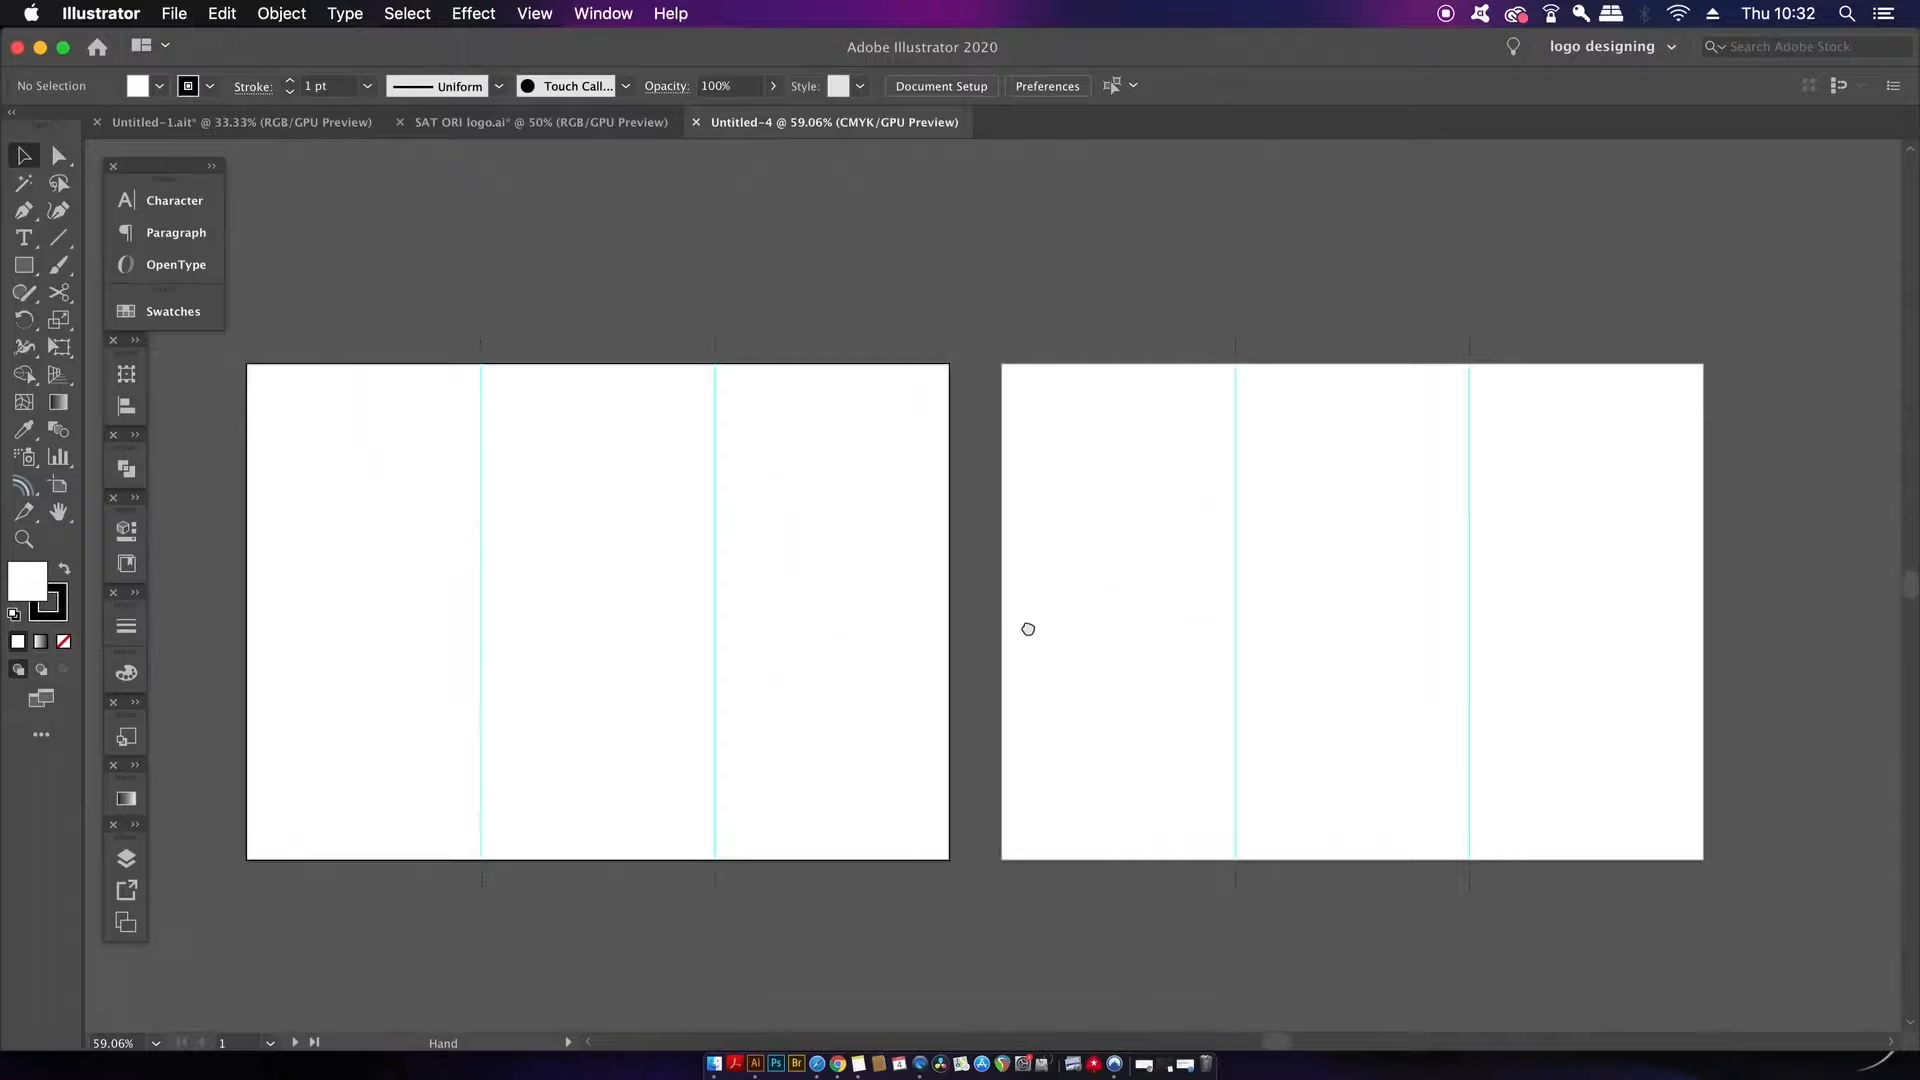 Illustrator File Edit Object Type Select Effect View Window Help Thu 10:32
Adobe Illustrator 2020 logo designing Search Adobe Stock
No Selection Stroke: 1 pt Uniform Touch Call... Opacity: 100% Style: Document Setup Preferences
Untitled-1.ait* @ 33.33% (RGB/GPU Preview) SAT ORI logo.ai* @ 50% (RGB/GPU Preview) Untitled-4 @ 59.06% (CMYK/GPU Preview)
Character
Paragraph
OpenType
Swatches
59.06% 1 Hand
Ai Ps Br